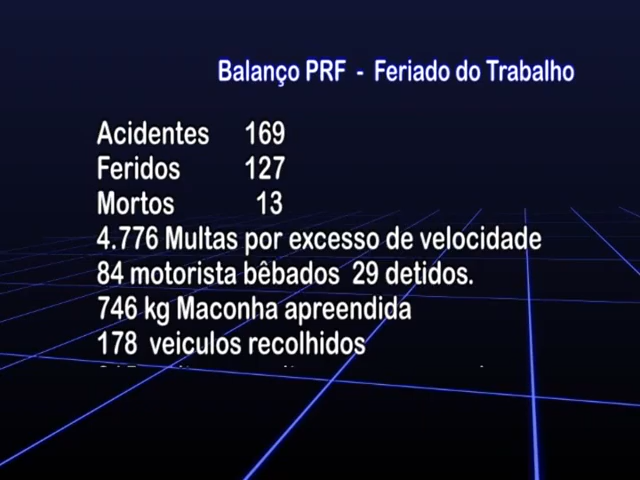 Balanço PRF - Feriado do Trabalho
Acidentes 169
Feridos 127
Mortos 13
4.776 Multas por excesso de velocidade
84 motorista bêbados 29 detidos.
746 kg Maconha apreendida
178 veiculos recolhidos